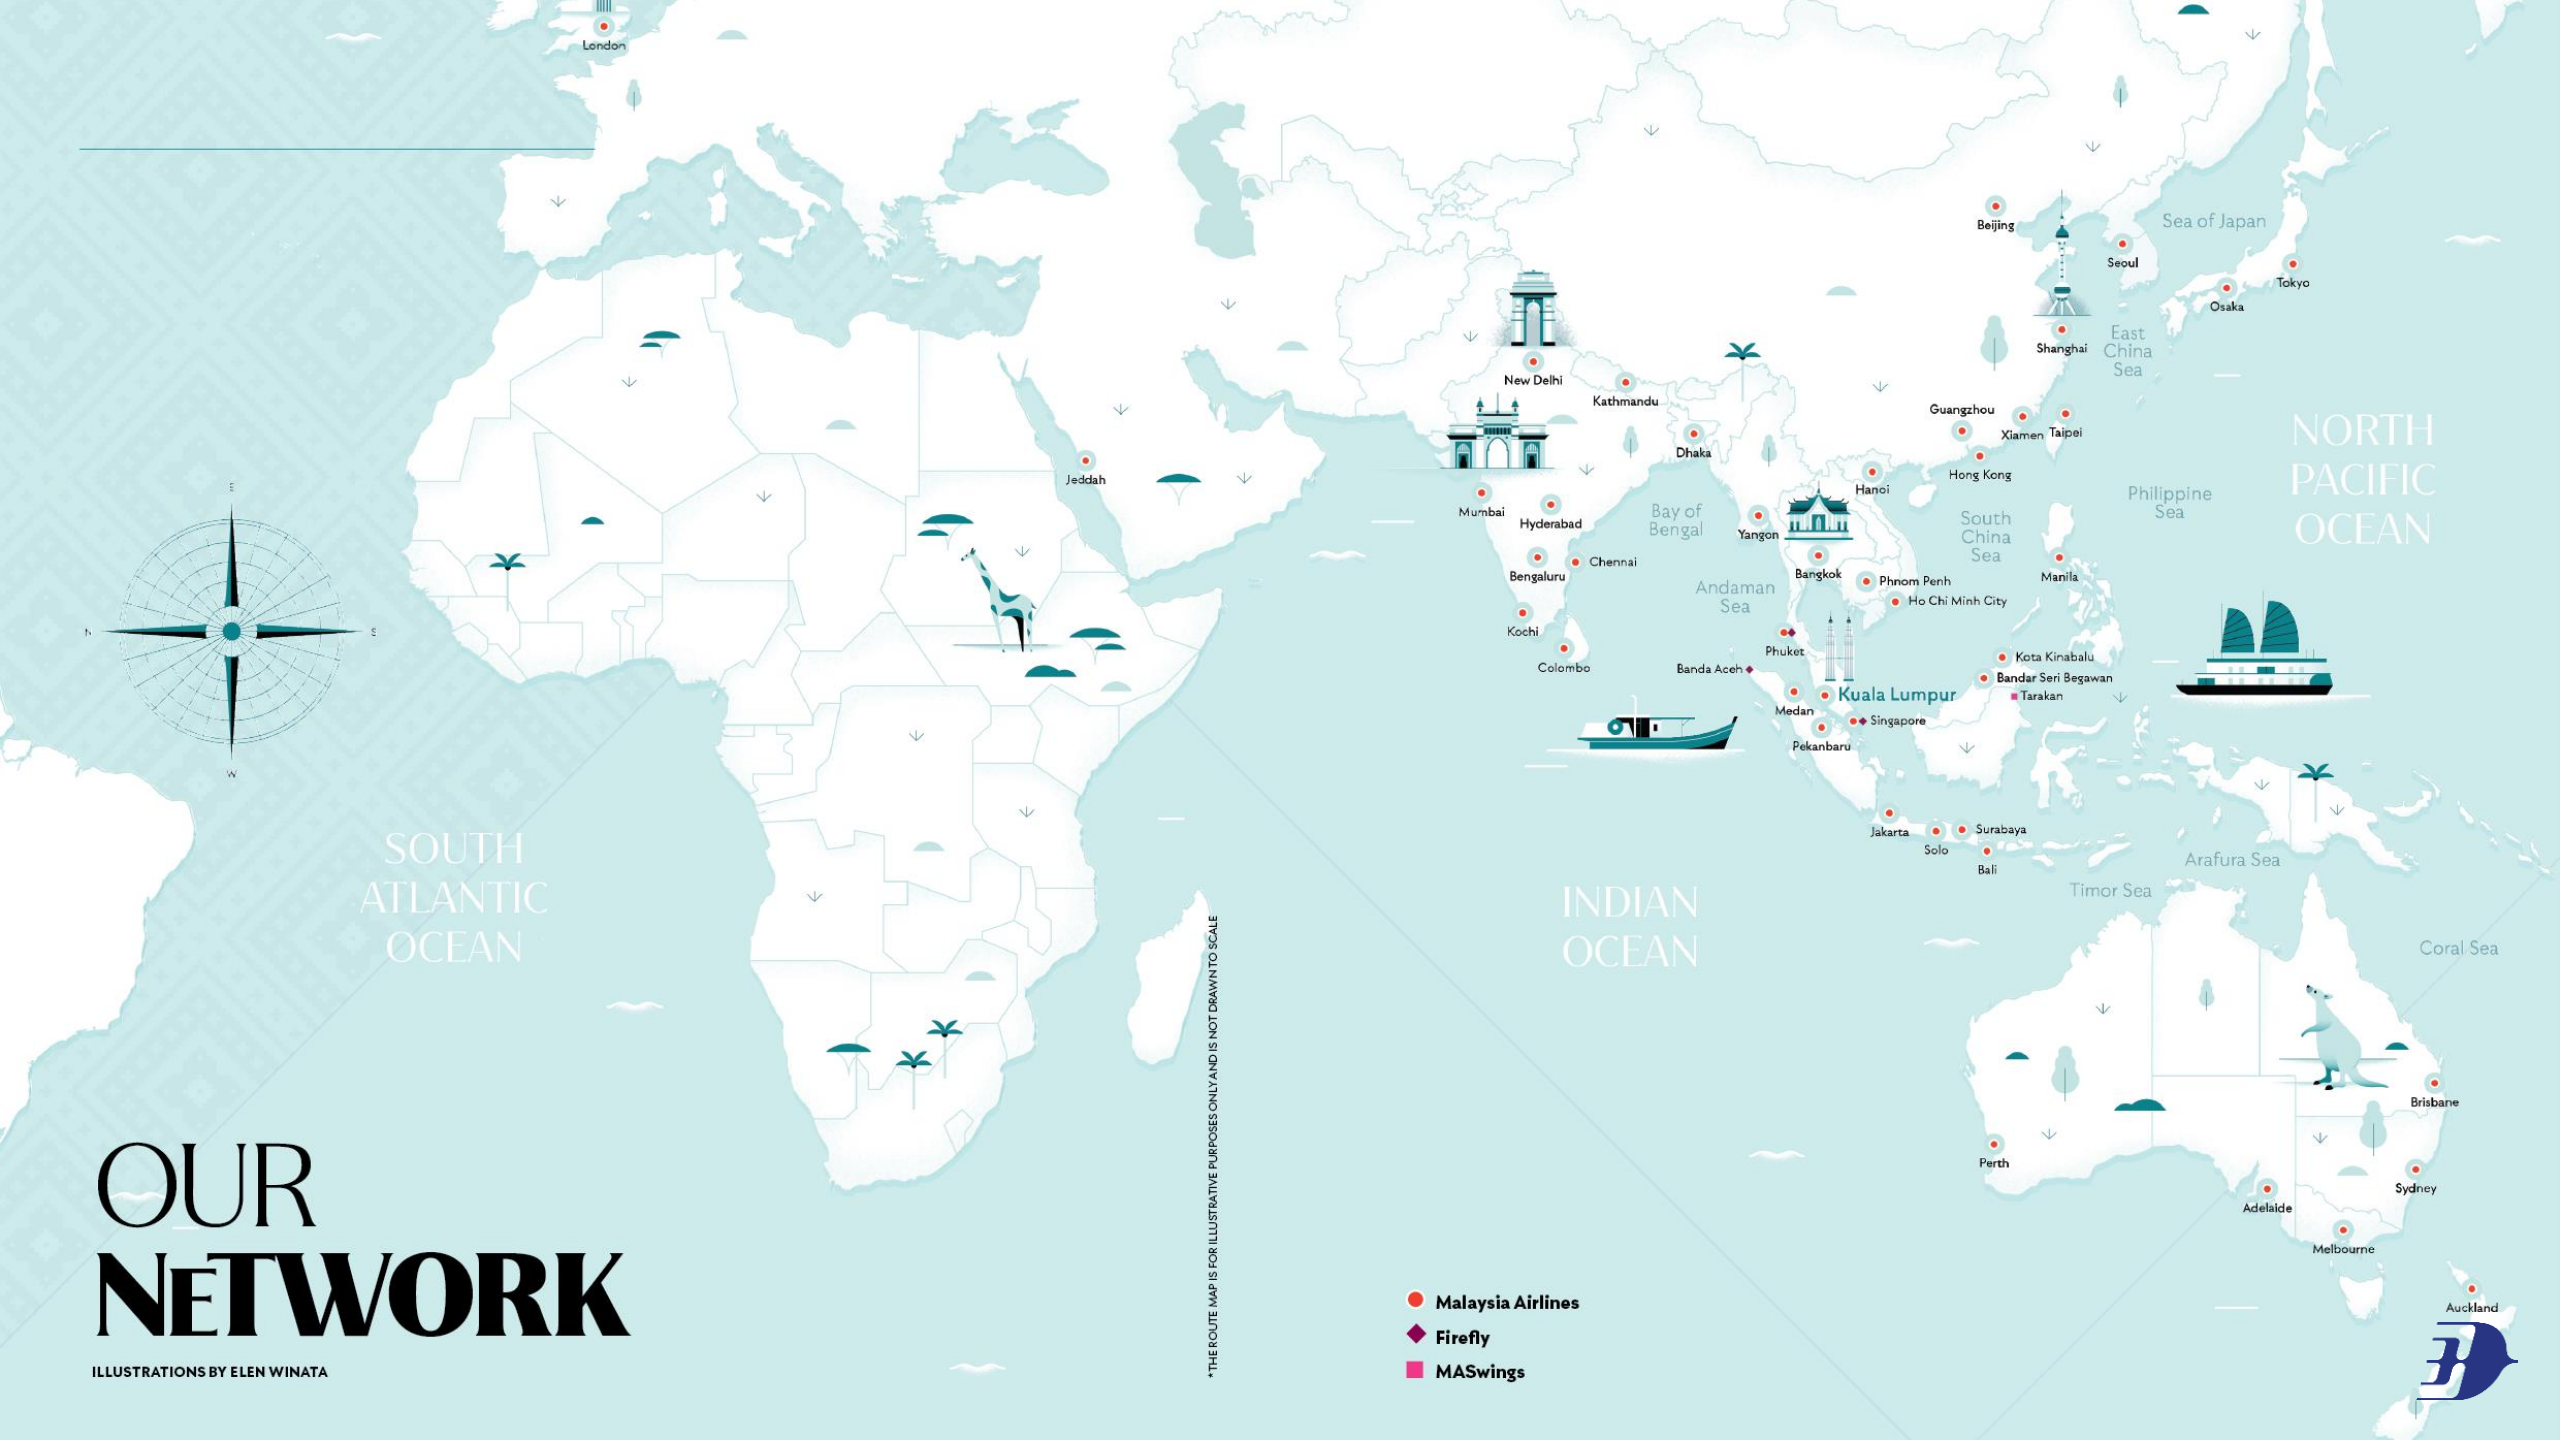 London
Beijing
Sea of Japan
Seoul
Tokyo
Osaka
East
China
Sea
Shanghai
New Delhi
Kathmandu
Guangzhou
Xiamen
Taipei
Dhaka
Hong Kong
Jeddah
Hanoi
Mumbai
Hyderabad
Bay of
Bengal
Yangon
South
China
Sea
Philippine
Sea
NORTH
PACIFIC
OCEAN
Bengaluru
Chennai
Bangkok
Manila
Phnom Penh
Andaman
Sea
Ho Chi Minh City
Kochi
Phuket
Colombo
Banda Aceh
Kota Kinabalu
Bandar Seri Begawan
Tarakan
Kuala Lumpur
Medan
Singapore
Pekanbaru
E
N
S
W
Jakarta
Surabaya
Solo
Bali
Arafura Sea
Timor Sea
SOUTH
ATLANTIC
OCEAN
INDIAN
OCEAN
Coral Sea
Brisbane
Perth
Sydney
Adelaide
Melbourne
Auckland
*THE ROUTE MAP IS FOR ILLUSTRATIVE PURPOSES ONLY AND IS NOT DRAWN TO SCALE
OUR
NETWORK
ILLUSTRATIONS BY ELEN WINATA
Malaysia Airlines
Firefly
MASwings